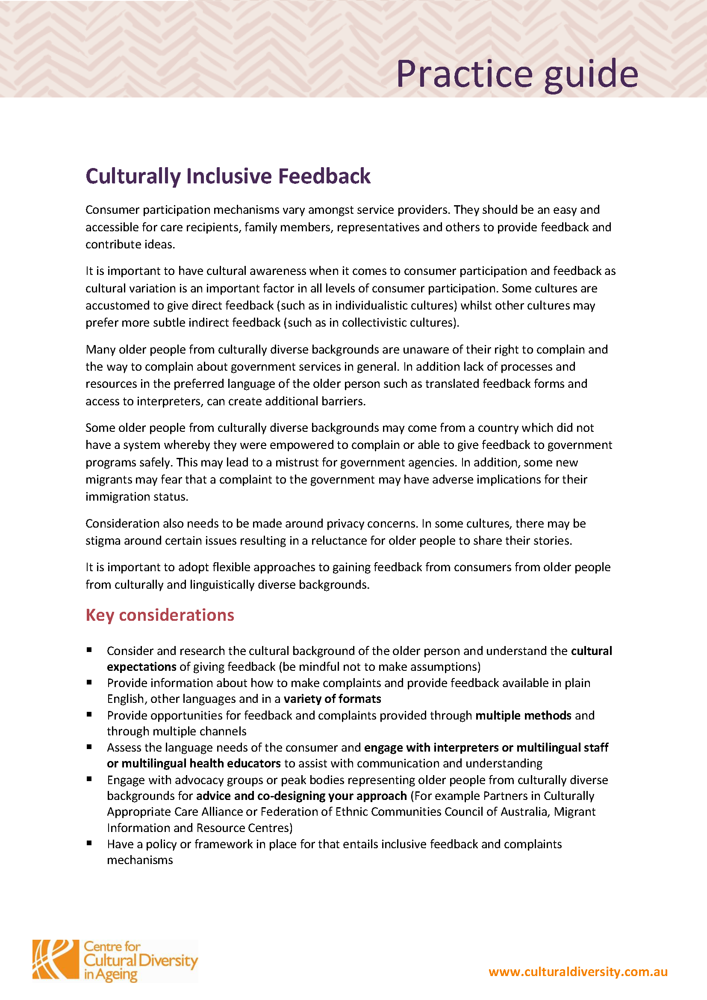 Practice guide
Culturally Inclusive Feedback
Consumer participation mechanisms vary amongst service providers. They should be an easy and
accessible for care recipients, family members, representatives and others to provide feedback and
contribute ideas.
It is important to have cultural awareness when it comes to consumer participation and feedback as
cultural variation is an important factor in all levels of consumer participation. Some cultures are
accustomed to give direct feedback (such as in individualistic cultures) whilst other cultures may
prefer more subtle indirect feedback (such as in collectivistic cultures).
Many older people from culturally diverse backgrounds are unaware of their right to complain and
the way to complain about government services in general. In addition lack of processes and
resources in the preferred language of the older person such as translated feedback forms and
access to interpreters, can create additional barriers.
Some older people from culturally diverse backgrounds may come from a country which did not
have a system whereby they were empowered to complain or able to give feedback to government
programs safely. This may lead to a mistrust for government agencies. In addition, some new
migrants may fear that a complaint to the government may have adverse implications for their
immigration status.
Consideration also needs to be made around privacy concerns. In some cultures, there may be
stigma around certain issues resulting in a reluctance for older people to share their stories.
It is important to adopt flexible approaches to gaining feedback from consumers from older people
from culturally and linguistically diverse backgrounds.
Key considerations
▪ Consider and research the cultural background of the older person and understand the cultural
expectations of giving feedback (be mindful not to make assumptions)
▪ Provide information about how to make complaints and provide feedback available in plain
English, other languages and in a variety of formats
▪ Provide opportunities for feedback and complaints provided through multiple methods and
through multiple channels
▪ Assess the language needs of the consumer and engage with interpreters or multilingual staff
or multilingual health educators to assist with communication and understanding
▪ Engage with advocacy groups or peak bodies representing older people from culturally diverse
backgrounds for advice and co-designing your approach (For example Partners in Culturally
Appropriate Care Alliance or Federation of Ethnic Communities Council of Australia, Migrant
Information and Resource Centres)
▪ Have a policy or framework in place for that entails inclusive feedback and complaints
mechanisms
Centre for
Cultural Diversity
in Ageing
www.culturaldiversity.com.au